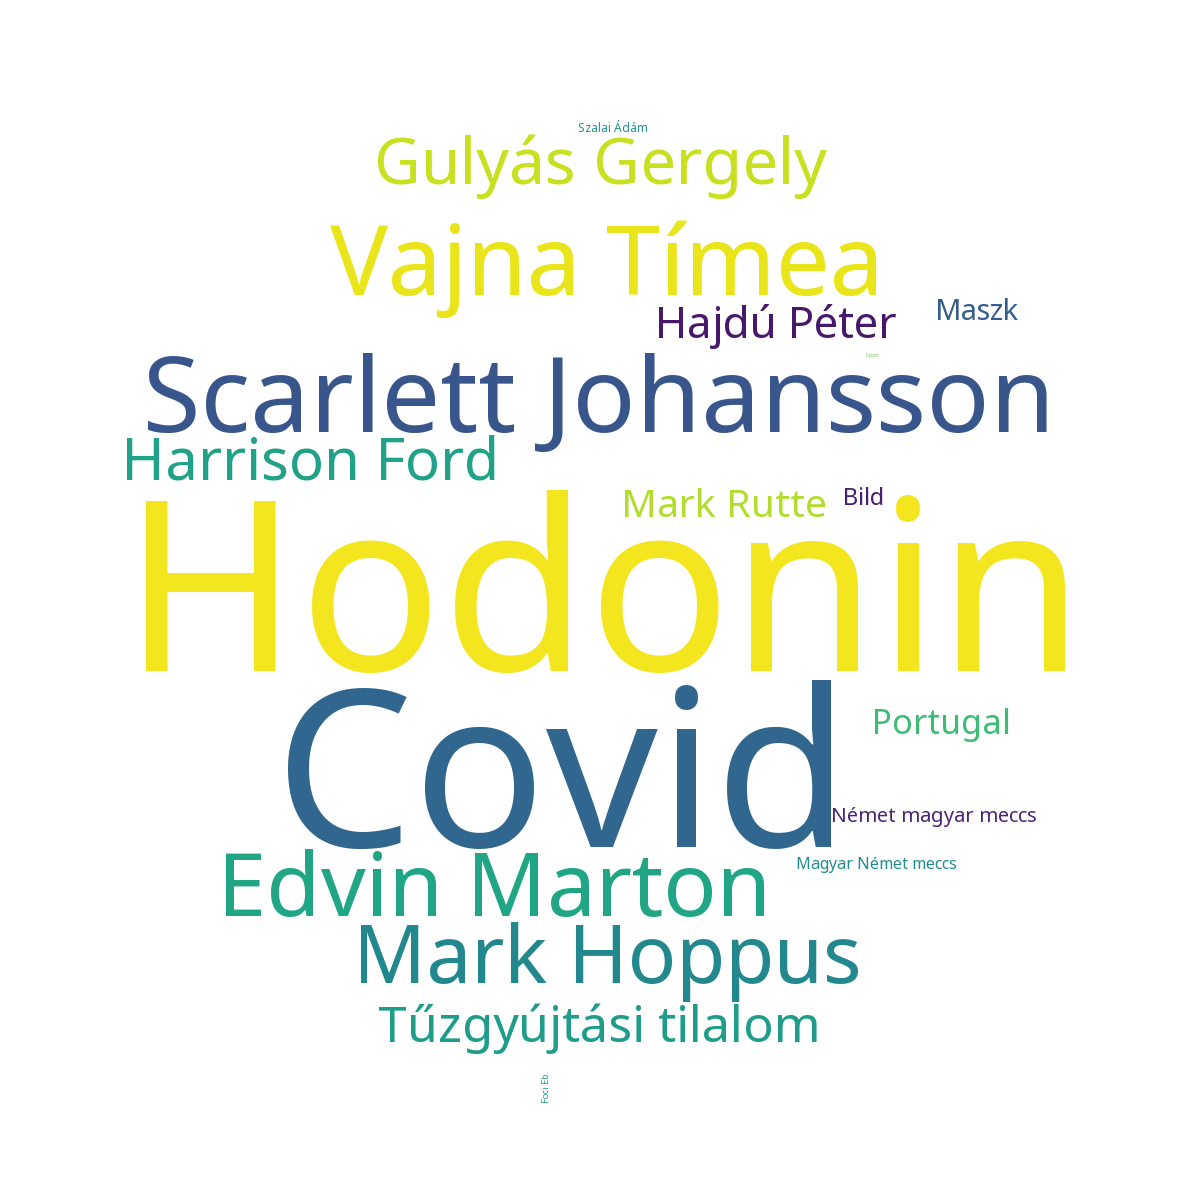 Szalai Ádám
Gulyás Gergely
Vajna Tímea
Hajdú Péter
Maszk
Sport
Scarlett Johansson
Harrison Ford
Mark Rutte
Bild
Hodonin
Covid
Portugal
Német magyar meccs
Edvin Marton
Magyar Német meccs
Mark Hoppus
Tűzgyújtási tilalom
Foci Eb